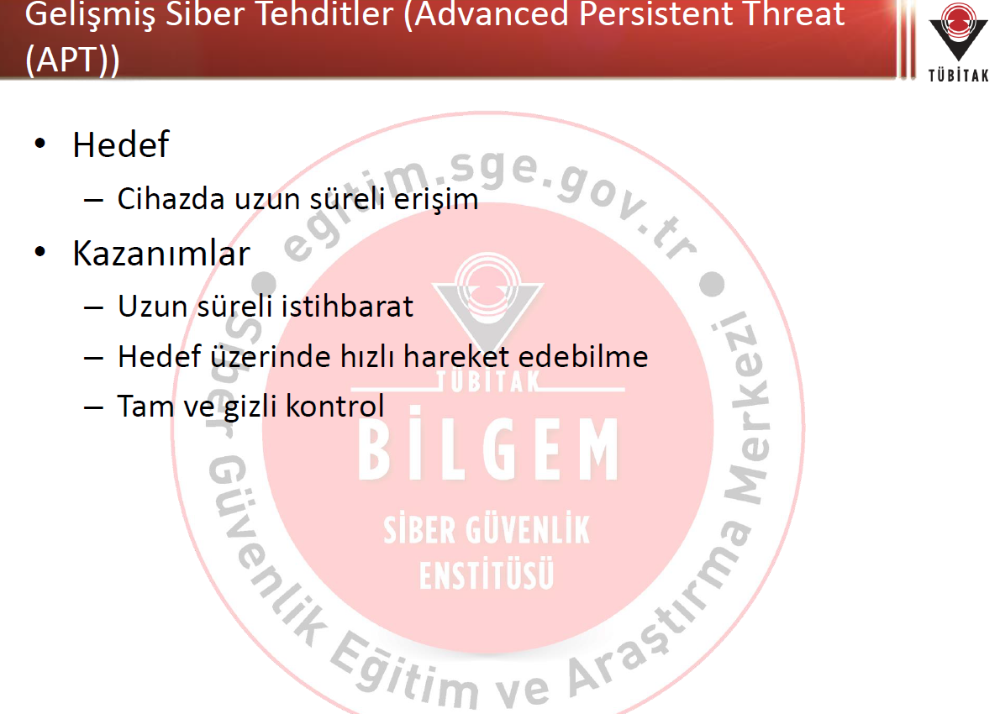 Gelişmiş Siber Tehditler (Advanced Persistent Threat
(APT))
TÜBİTAK
• Hedef
– Cihazda uzun süreli erişim
• Kazanımlar
– Uzun süreli istihbarat
– Hedef üzerinde hızlı hareket edebilme
– Tam ve gizli kontrol
eğitim.sge.gov.tr
Siber Güvenlik Eğitim ve Araştırma Merkezi
TÜBİTAK
BİLGEM
SİBER GÜVENLİK
ENSTİTÜSÜ